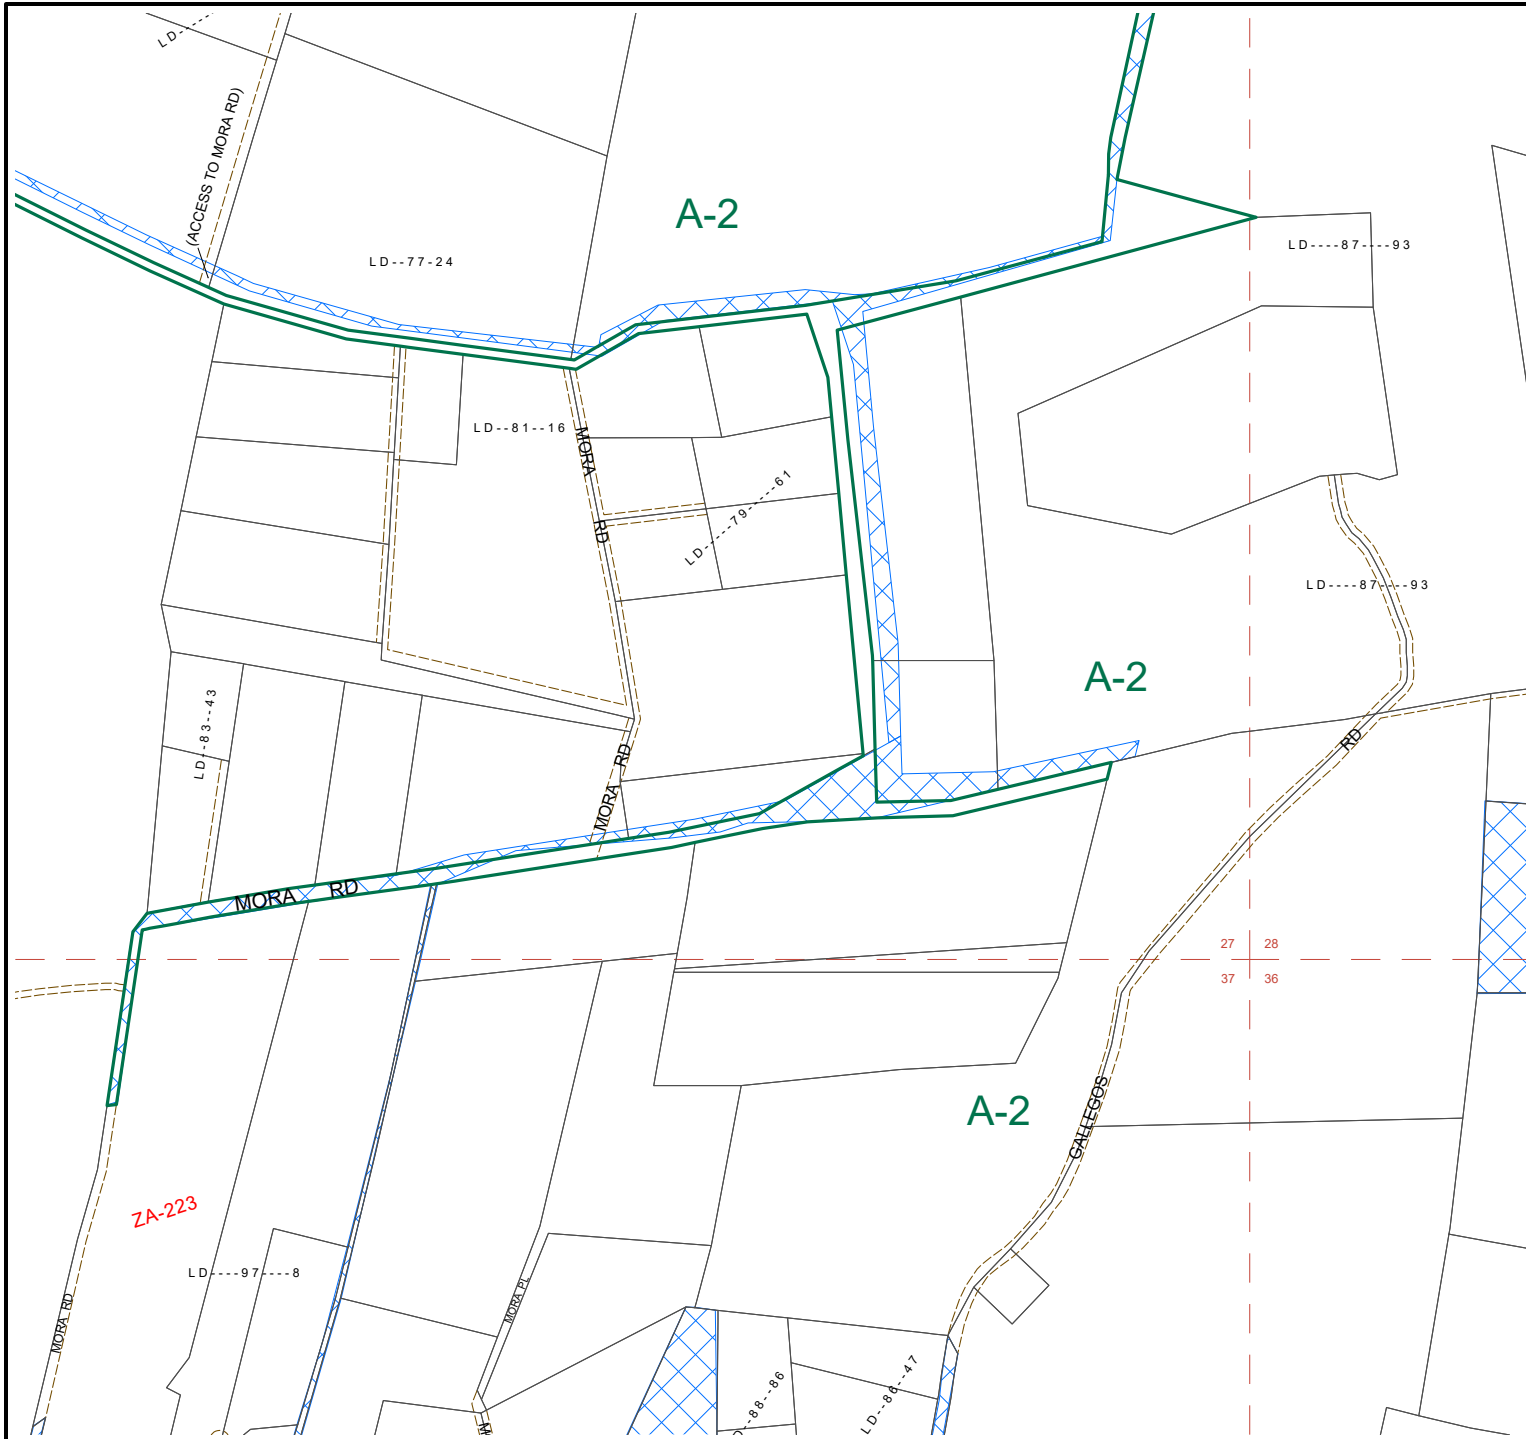 LD--
(ACCESS TO MORA RD)
A-2
LD--77-24
LD----87---93
LD--81--16
MORA
RD
LD----79----61
LD----87---93
A-2
LD--83--43
MORA RD
RD
MORA RD
27 28
37 36
A-2
GALLEGOS
ZA-223
LD----97----8
MORA RD
MORA PL
--88--86
LD--86--47